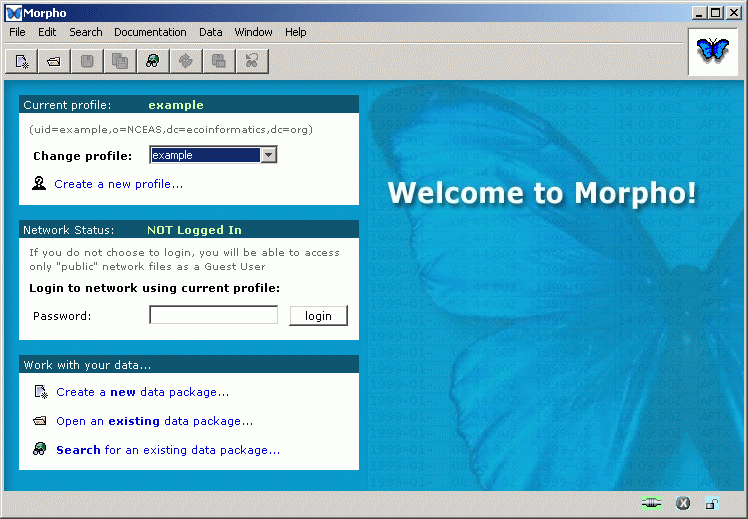 Morpho
File Edit Search Documentation Data Window Help
Current profile: example
(uid=example,o=NCEAS,dc=ecoinformatics,dc=org)
Change profile: example
Create a new profile...
Welcome to Morpho!
Network Status: NOT Logged In
If you do not choose to login, you will be able to access
only "public" network files as a Guest User
Login to network using current profile:
Password: login
Work with your data...
Create a new data package...
Open an existing data package...
Search for an existing data package...